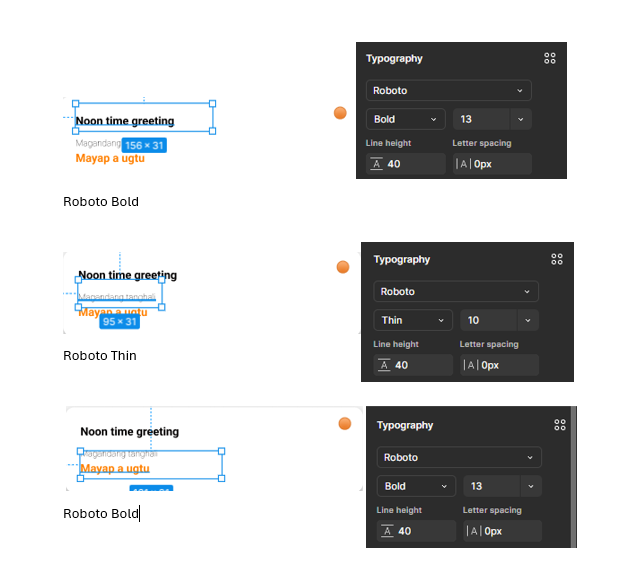 Typography
Roboto
Bold 13
Line height Letter spacing
A 40 |A| 0px
Noon time greeting
Magandang
156 × 31
Mayap a ugtu
Roboto Bold
Typography
Roboto
Thin 10
Line height Letter spacing
A 40 |A| 0px
Noon time greeting
Magandang tanghali
Mayap a ugtu
95 × 31
Roboto Thin
Typography
Roboto
Bold 13
Line height Letter spacing
A 40 |A| 0px
Noon time greeting
Magandang tanghali
Mayap a ugtu
Roboto Bold